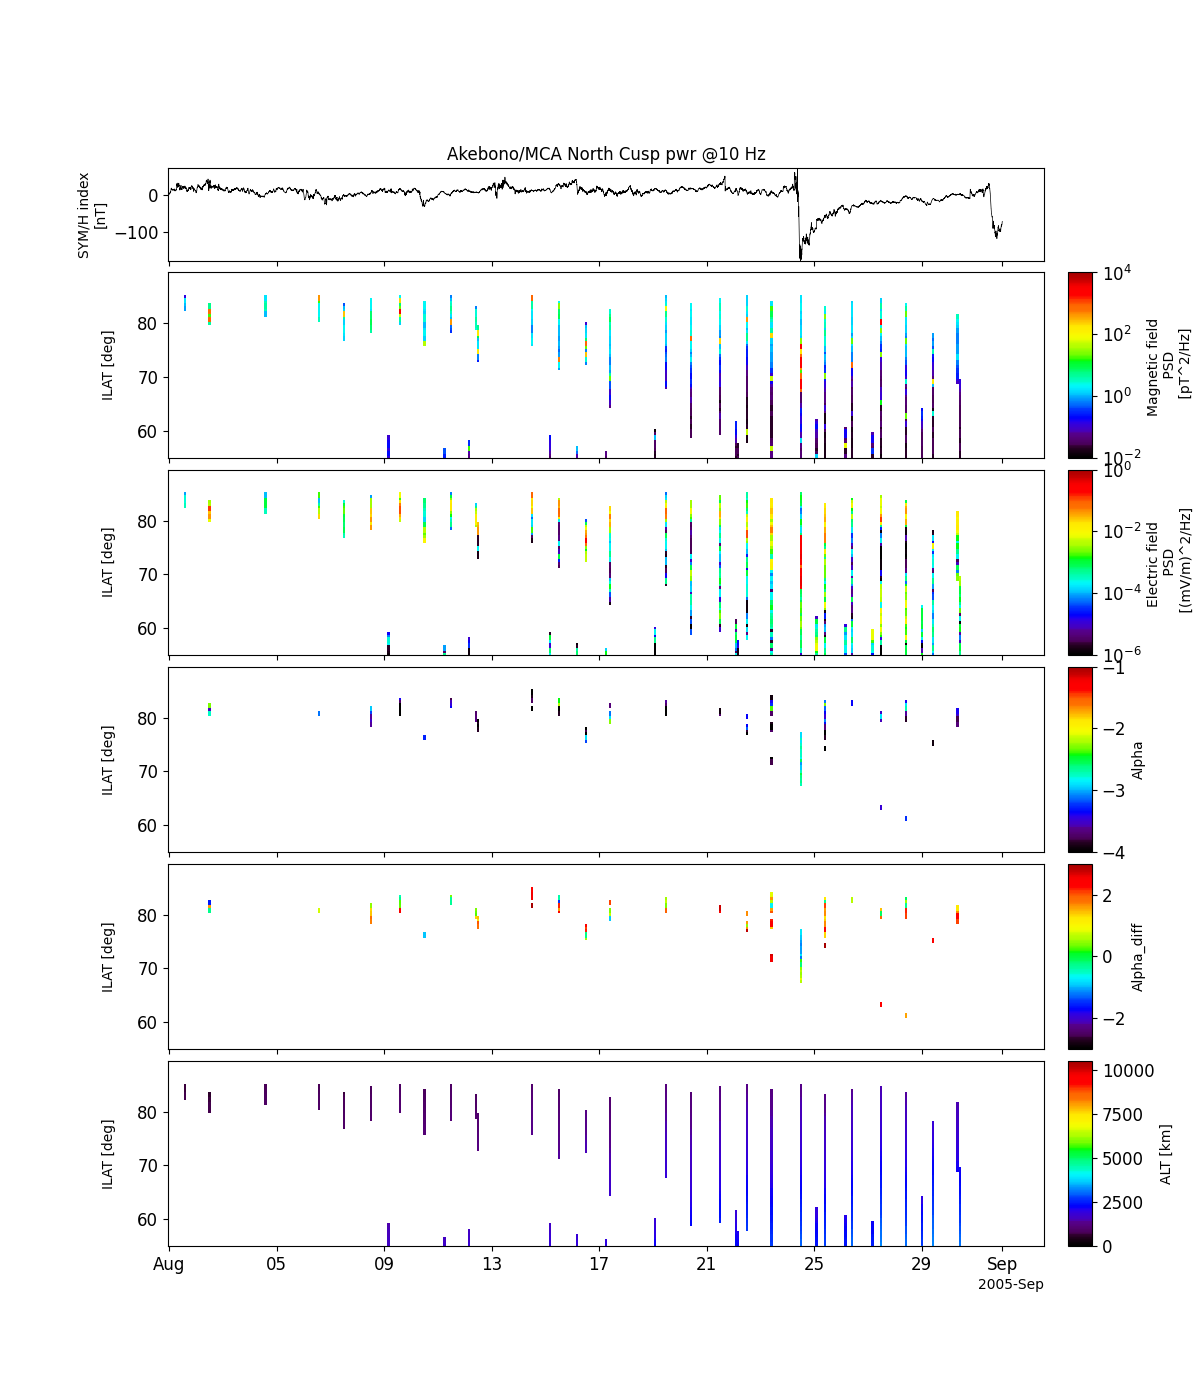 Akebono/MCA North Cusp pwr @10 Hz
SYM/H index
[nT]
0
−100
ILAT [deg]
80
70
60
10^4
10^2
10^0
10^−2
Magnetic field
PSD
[pT^2/Hz]
ILAT [deg]
80
70
60
10^0
10^−2
10^−4
10^−6
Electric field
PSD
[(mV/m)^2/Hz]
ILAT [deg]
80
70
60
−1
−2
−3
−4
Alpha
ILAT [deg]
80
70
60
2
0
−2
Alpha_diff
ILAT [deg]
80
70
60
10000
7500
5000
2500
0
ALT [km]
Aug 05 09 13 17 21 25 29 Sep
2005-Sep